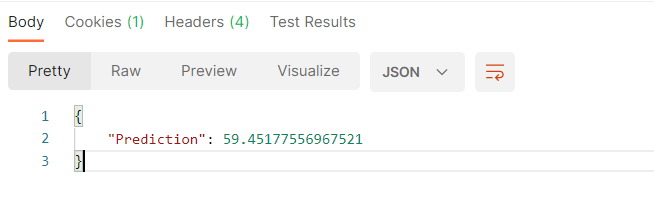 Body Cookies (1) Headers (4) Test Results
Pretty Raw Preview Visualize JSON
1 {
2 "Prediction": 59.45177556967521
3 }